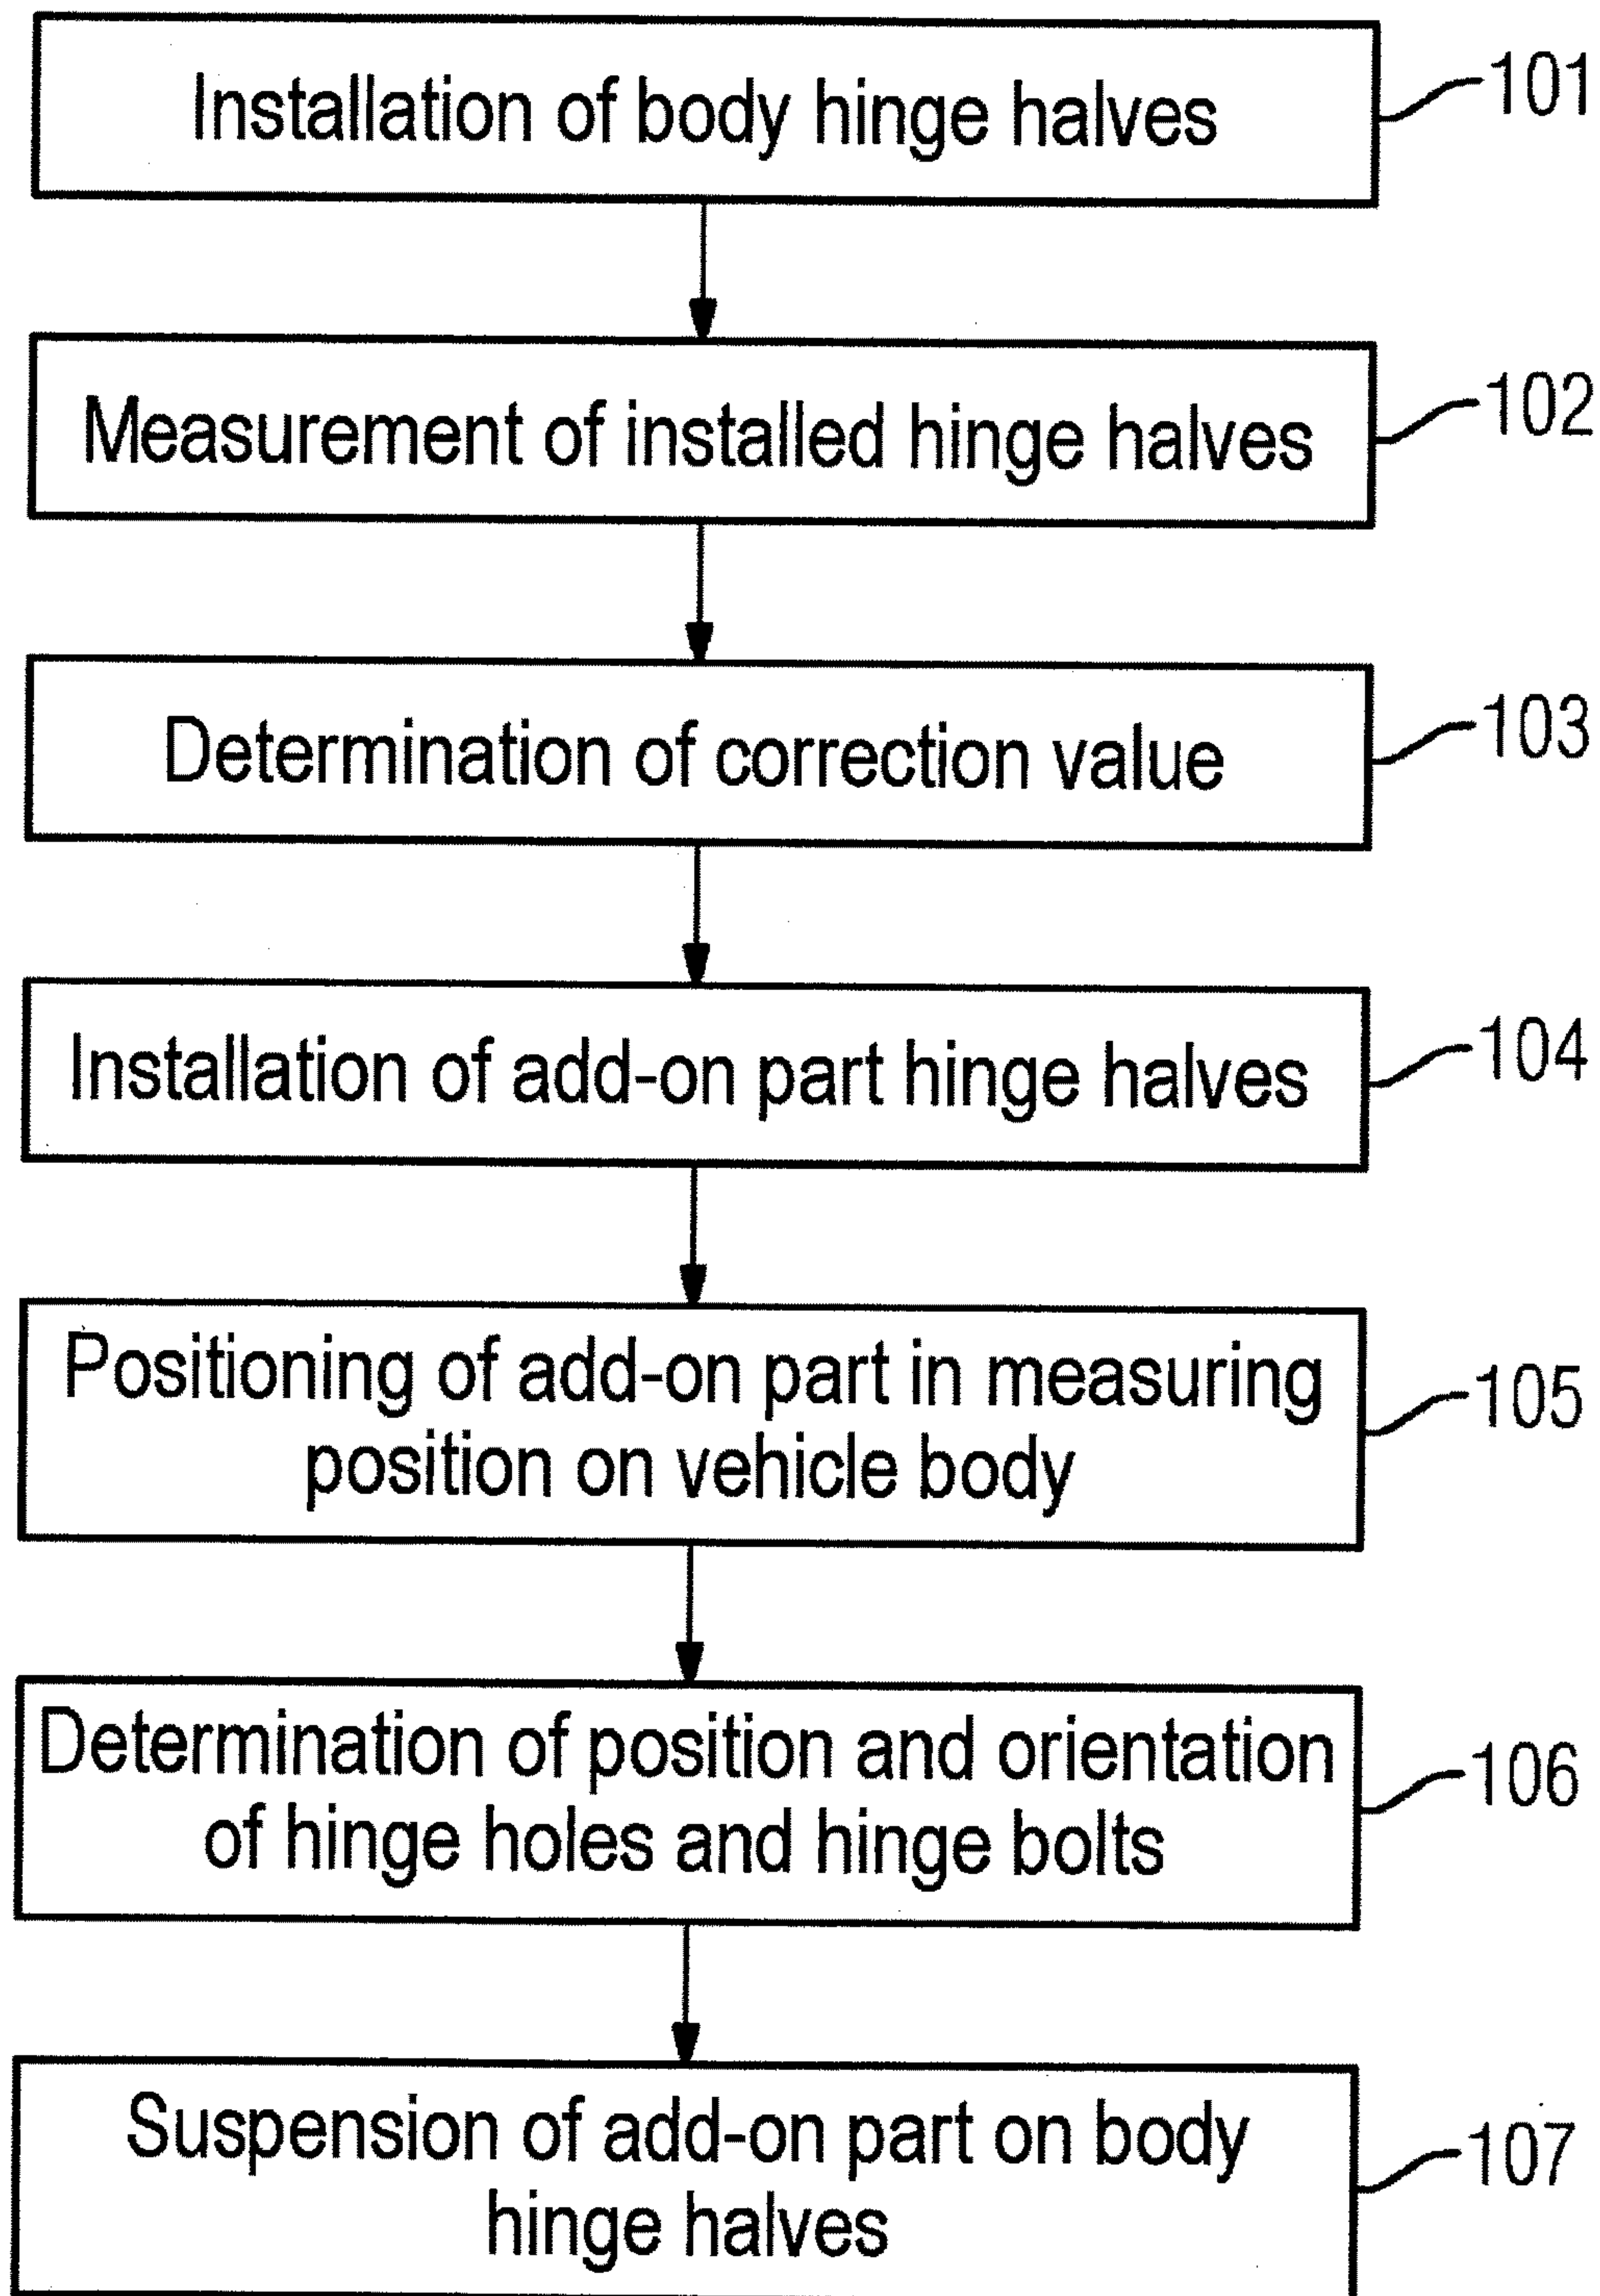 Installation of body hinge halves
101
Measurement of installed hinge halves
102
Determination of correction value
103
Installation of add-on part hinge halves
104
Positioning of add-on part in measuring
position on vehicle body
105
Determination of position and orientation
of hinge holes and hinge bolts
106
Suspension of add-on part on body
hinge halves
107